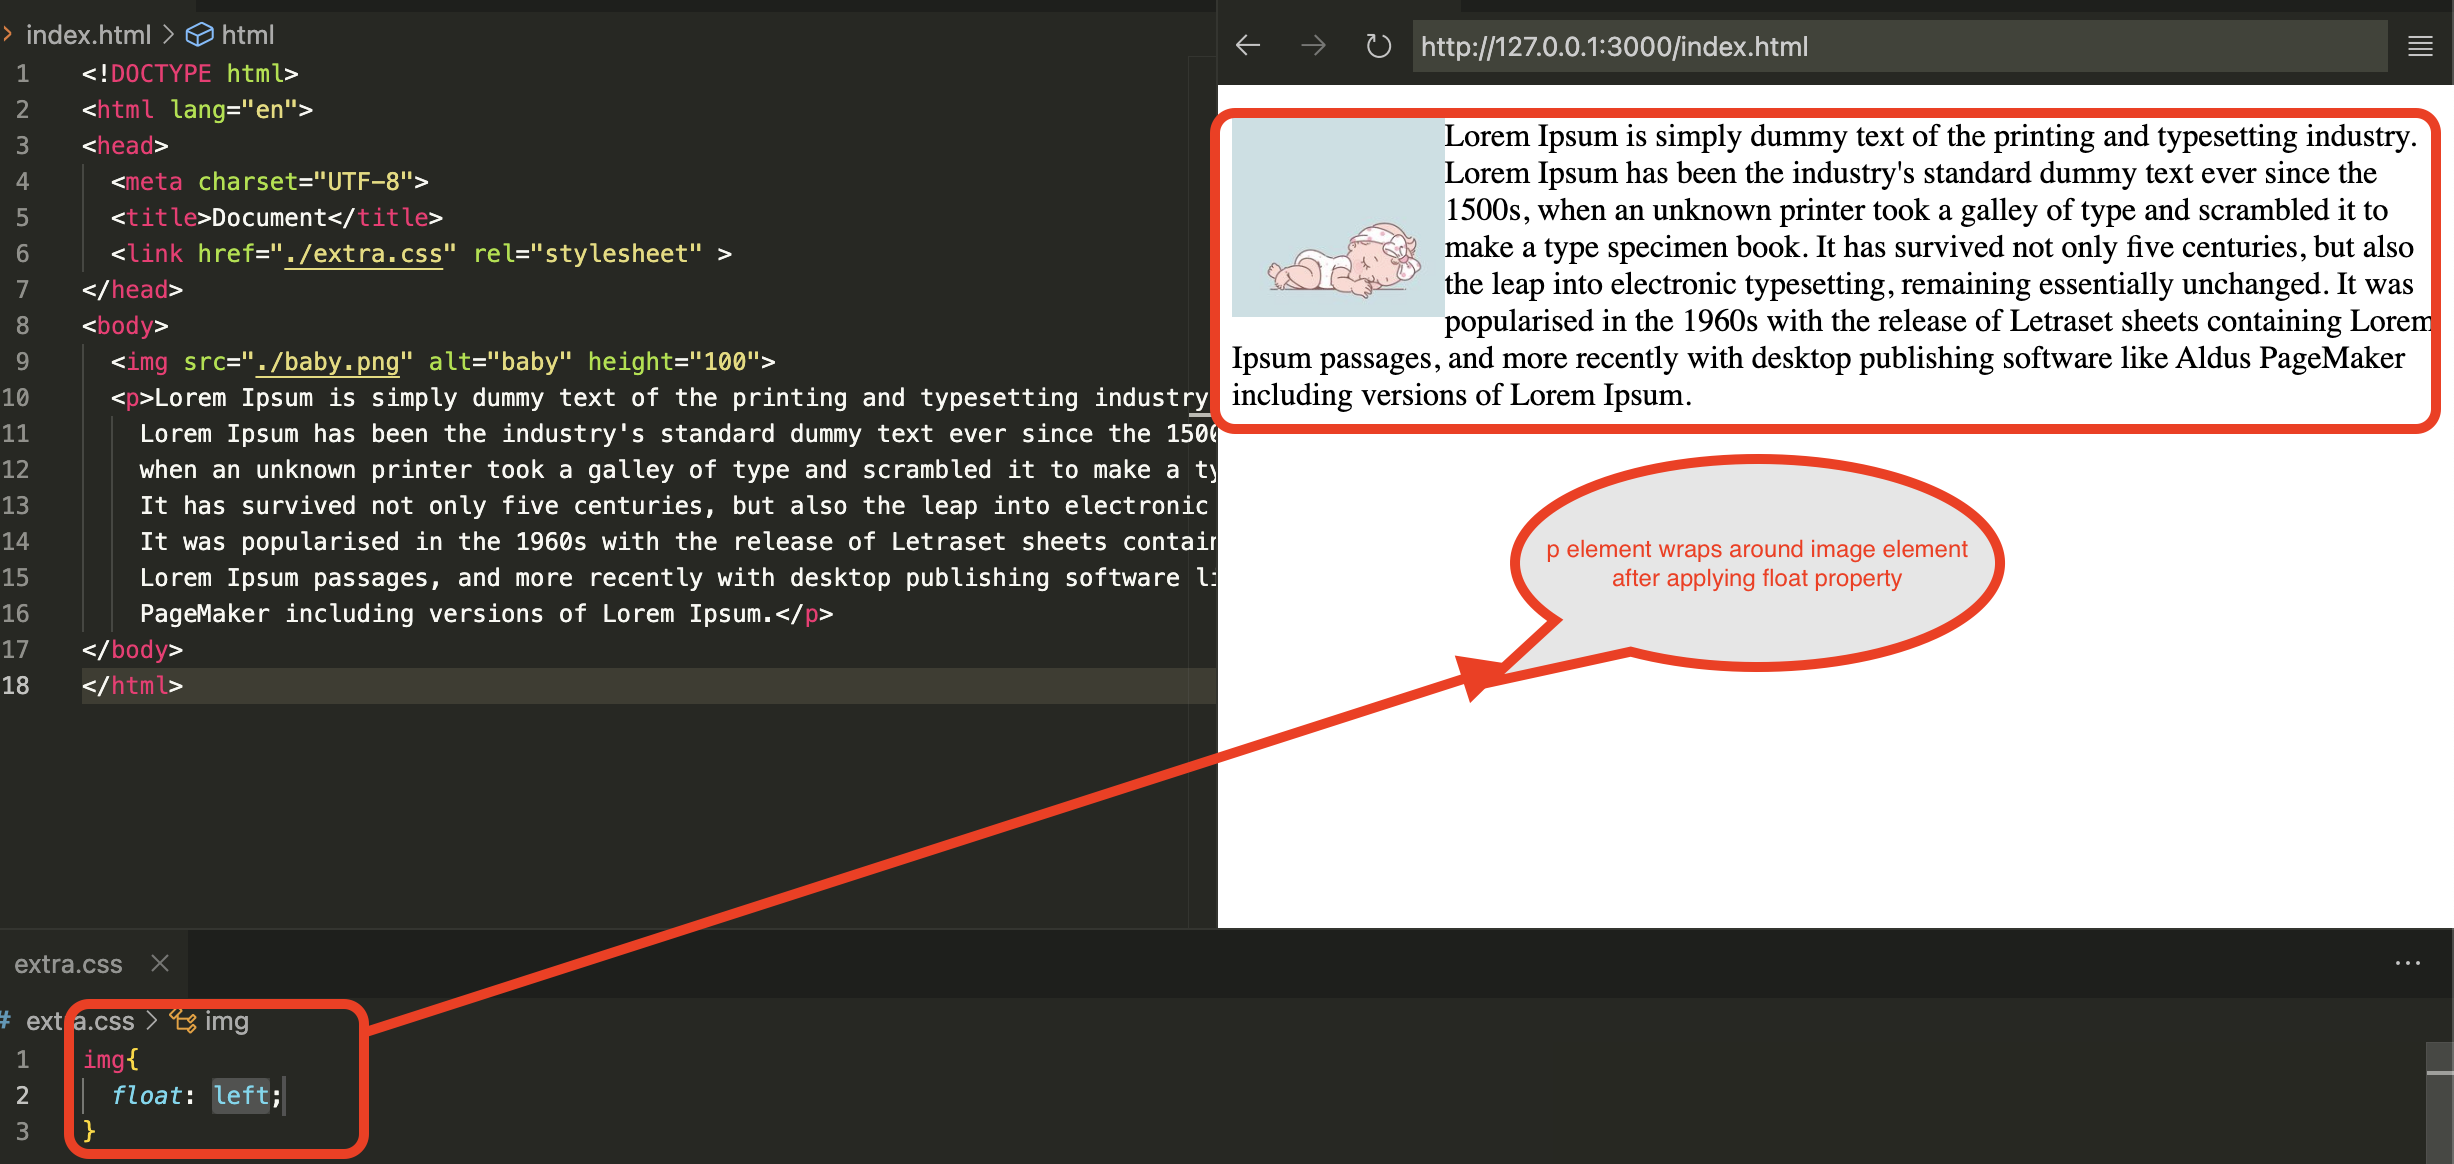 index.html > html
1 <!DOCTYPE html>
2 <html lang="en">
3 <head>
4 <meta charset="UTF-8">
5 <title>Document</title>
6 <link href="./extra.css" rel="stylesheet" >
7 </head>
8 <body>
9 <img src="./baby.png" alt="baby" height="100">
10 <p>Lorem Ipsum is simply dummy text of the printing and typesetting industry
11 Lorem Ipsum has been the industry's standard dummy text ever since the 150
12 when an unknown printer took a galley of type and scrambled it to make a ty
13 It has survived not only five centuries, but also the leap into electronic
14 It was popularised in the 1960s with the release of Letraset sheets contain
15 Lorem Ipsum passages, and more recently with desktop publishing software li
16 PageMaker including versions of Lorem Ipsum.</p>
17 </body>
18 </html>
http://127.0.0.1:3000/index.html
Lorem Ipsum is simply dummy text of the printing and typesetting industry.
Lorem Ipsum has been the industry's standard dummy text ever since the
1500s, when an unknown printer took a galley of type and scrambled it to
make a type specimen book. It has survived not only five centuries, but also
the leap into electronic typesetting, remaining essentially unchanged. It was
popularised in the 1960s with the release of Letraset sheets containing Lorem
Ipsum passages, and more recently with desktop publishing software like Aldus PageMaker
including versions of Lorem Ipsum.
p element wraps around image element
after applying float property
extra.css
# extra.css > img
1 img{
2 float: left;
3 }